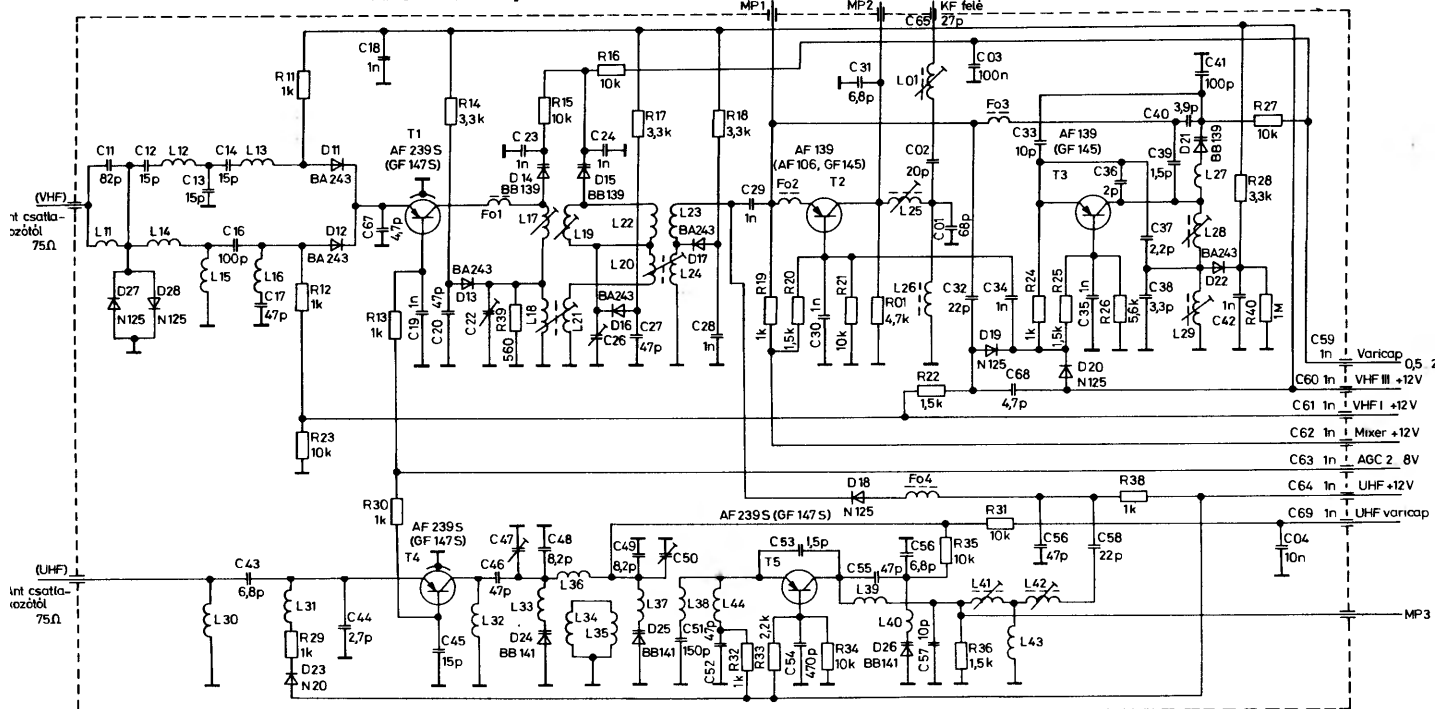 MP1
MP2
KF felé
C65
27p
C18
1n
R11
1k
R14
3,3k
R16
10k
R15
10k
R17
3,3k
R18
3,3k
C31
6,8p
L01
C03
100n
C41
100p
C11
82p
C12
15p
L12
C13
15p
C14
15p
L13
D11
BA243
T1
AF 239 S
(GF 147S)
C67
4,7p
Fo1
C23
1n
D14
BB139
C24
1n
D15
BB139
L17
L19
L22
L20
L23
BA243
D17
L24
C29
1n
Fo2
AF 139
(AF106, GF145)
T2
C02
20p
L25
C01
68p
Fo3
C33
10p
AF 139
(GF 145)
T3
C40
3,9p
D21
BB139
C39
1,5p
C36
2p
L27
R27
10k
R28
3,3k
(VHF)
nt csatla-
kozótól
75Ω
L11
L14
C16
100p
L15
L16
C17
47p
D12
BA243
R12
1k
D27
N125
D28
N125
R13
1k
C19
1n
C20
47p
BA243
D13
C22
R39
560
L18
L21
BA243
D16
C26
C27
47p
C28
1n
R19
1k
R20
1,5k
C30
1n
R21
10k
R01
4,7k
L26
C32
22p
C34
1n
D19
N125
R24
1k
R25
1,5k
C35
1n
R26
5,6k
C37
2,2p
C38
3,3p
L28
BA243
D22
L29
C42
1n
R40
1M
R22
1,5k
C68
4,7p
D20
N125
R23
10k
C59
1n
Varicap
C60 1n VHF III +12V
C61 1n VHF I +12V
C62 1n Mixer +12V
C63 1n AGC 2 8V
C64 1n UHF +12V
C69 1n UHF varicap
R30
1k
D18
N125
Fo4
R38
1k
AF 239 S
(GF 147S)
T4
C47
C48
8,2p
C46
47p
L36
C49
8,2p
C50
AF 239S (GF 147S)
C53
1,5p
T5
C55
47p
C56
6,8p
R35
10k
R31
10k
C56
47p
C58
22p
C04
10n
(UHF)
Ant csatla-
kozótól
75Ω
C43
6,8p
L30
L31
R29
1k
D23
N20
C44
2,7p
C45
15p
L32
L33
D24
BB141
L34
L35
L37
D25
BB141
L38
C51
150p
L44
C52
47p
R32
1k
R33
2,2k
C54
470p
R34
10k
L39
L40
D26
BB141
C57
10p
L41
L42
R36
1,5k
L43
MP3